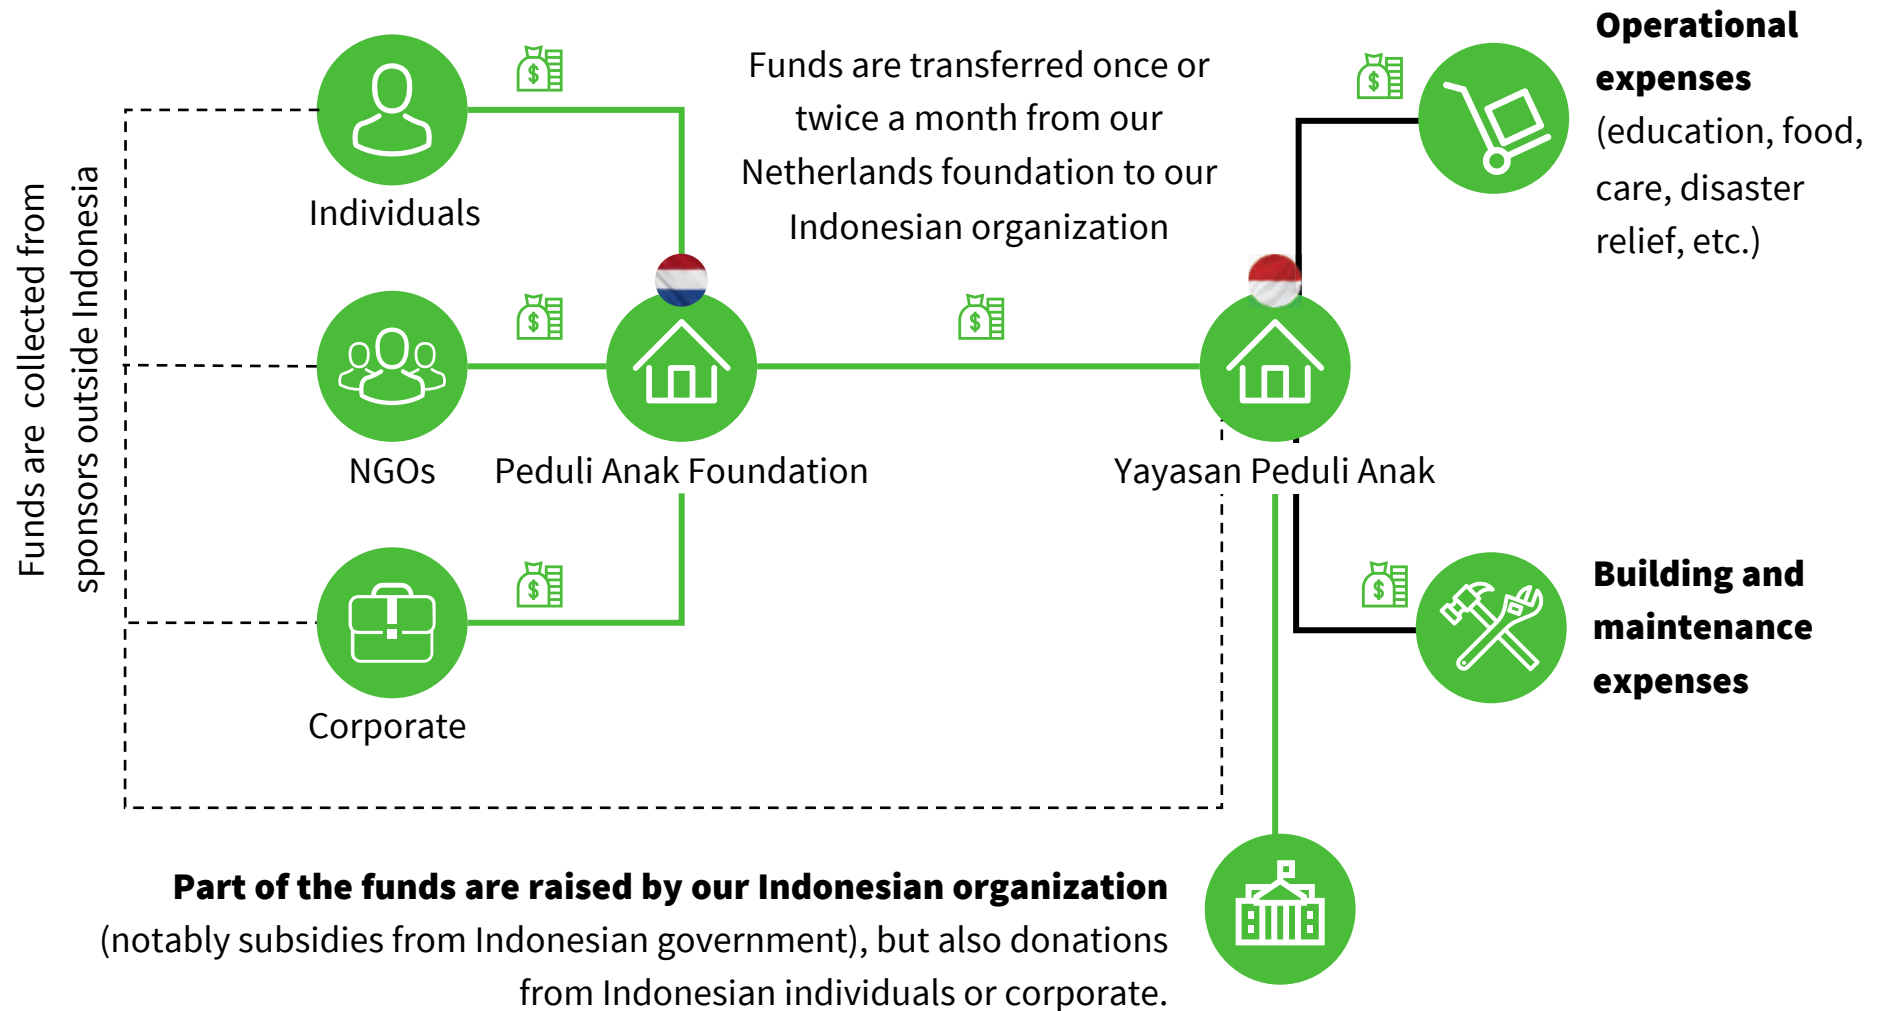 Funds are collected from
sponsors outside Indonesia
Individuals
NGOs
Corporate
Peduli Anak Foundation
Funds are transferred once or
twice a month from our
Netherlands foundation to our
Indonesian organization
Yayasan Peduli Anak
Operational
expenses
(education, food,
care, disaster
relief, etc.)
Building and
maintenance
expenses
Part of the funds are raised by our Indonesian organization
(notably subsidies from Indonesian government), but also donations
from Indonesian individuals or corporate.